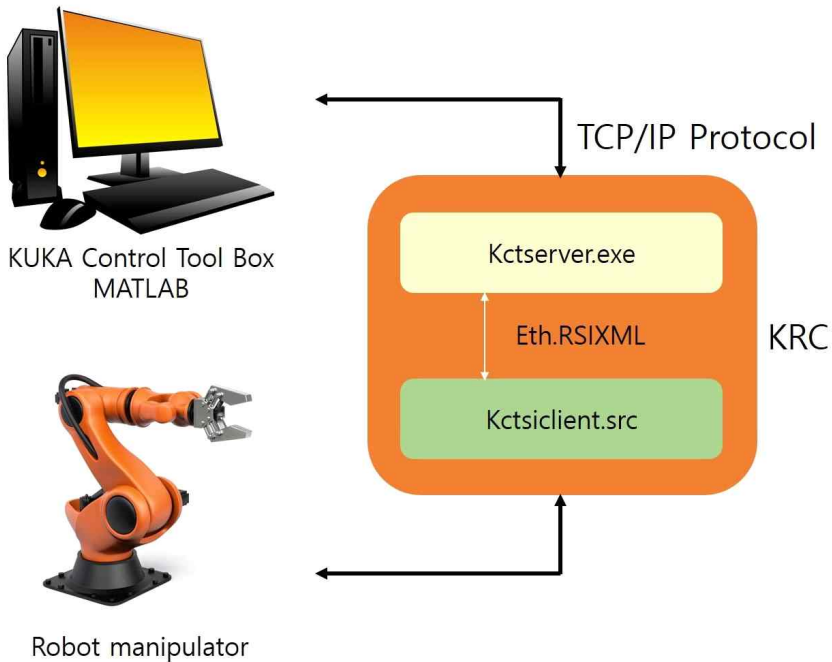 TCP/IP Protocol
KUKA Control Tool Box
MATLAB
Kctserver.exe
Eth.RSIXML
KRC
Kctsiclient.src
Robot manipulator